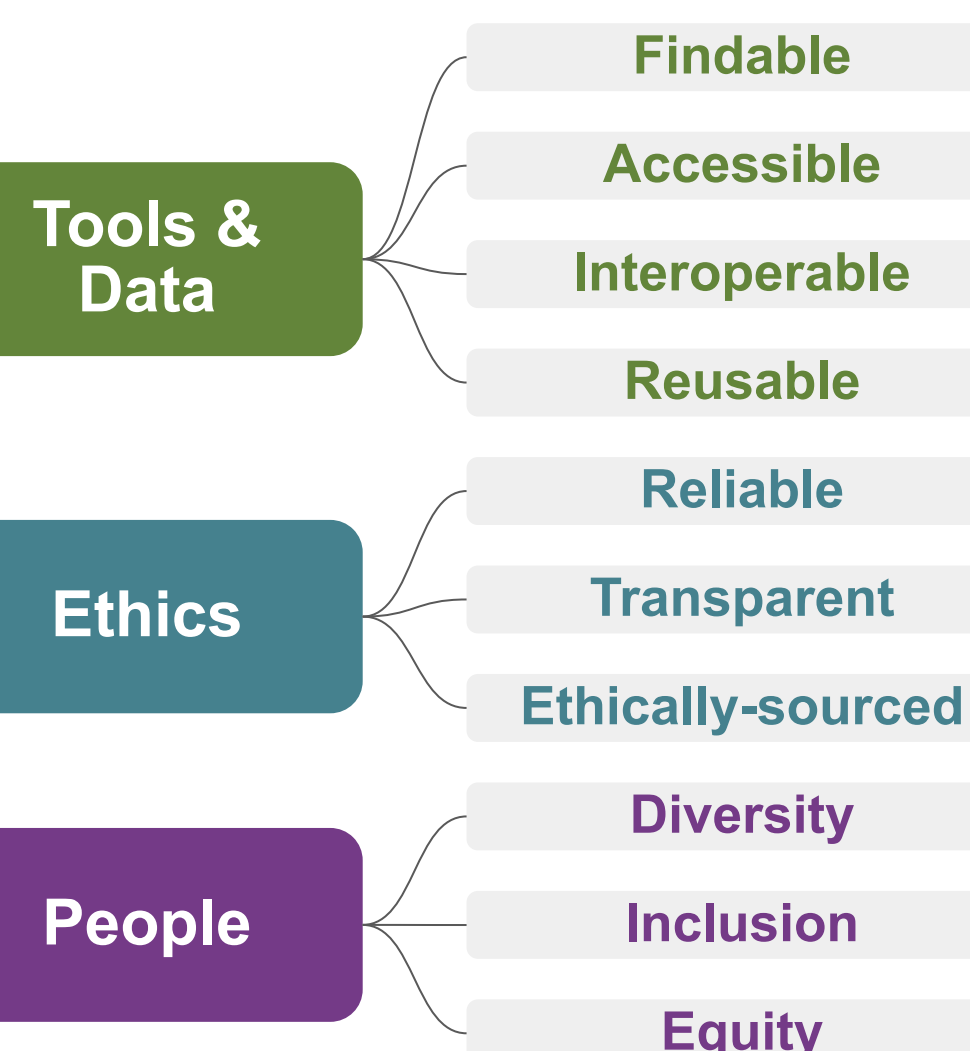 Tools &
Data
Findable
Accessible
Interoperable
Reusable
Ethics
Reliable
Transparent
Ethically-sourced
People
Diversity
Inclusion
Equity